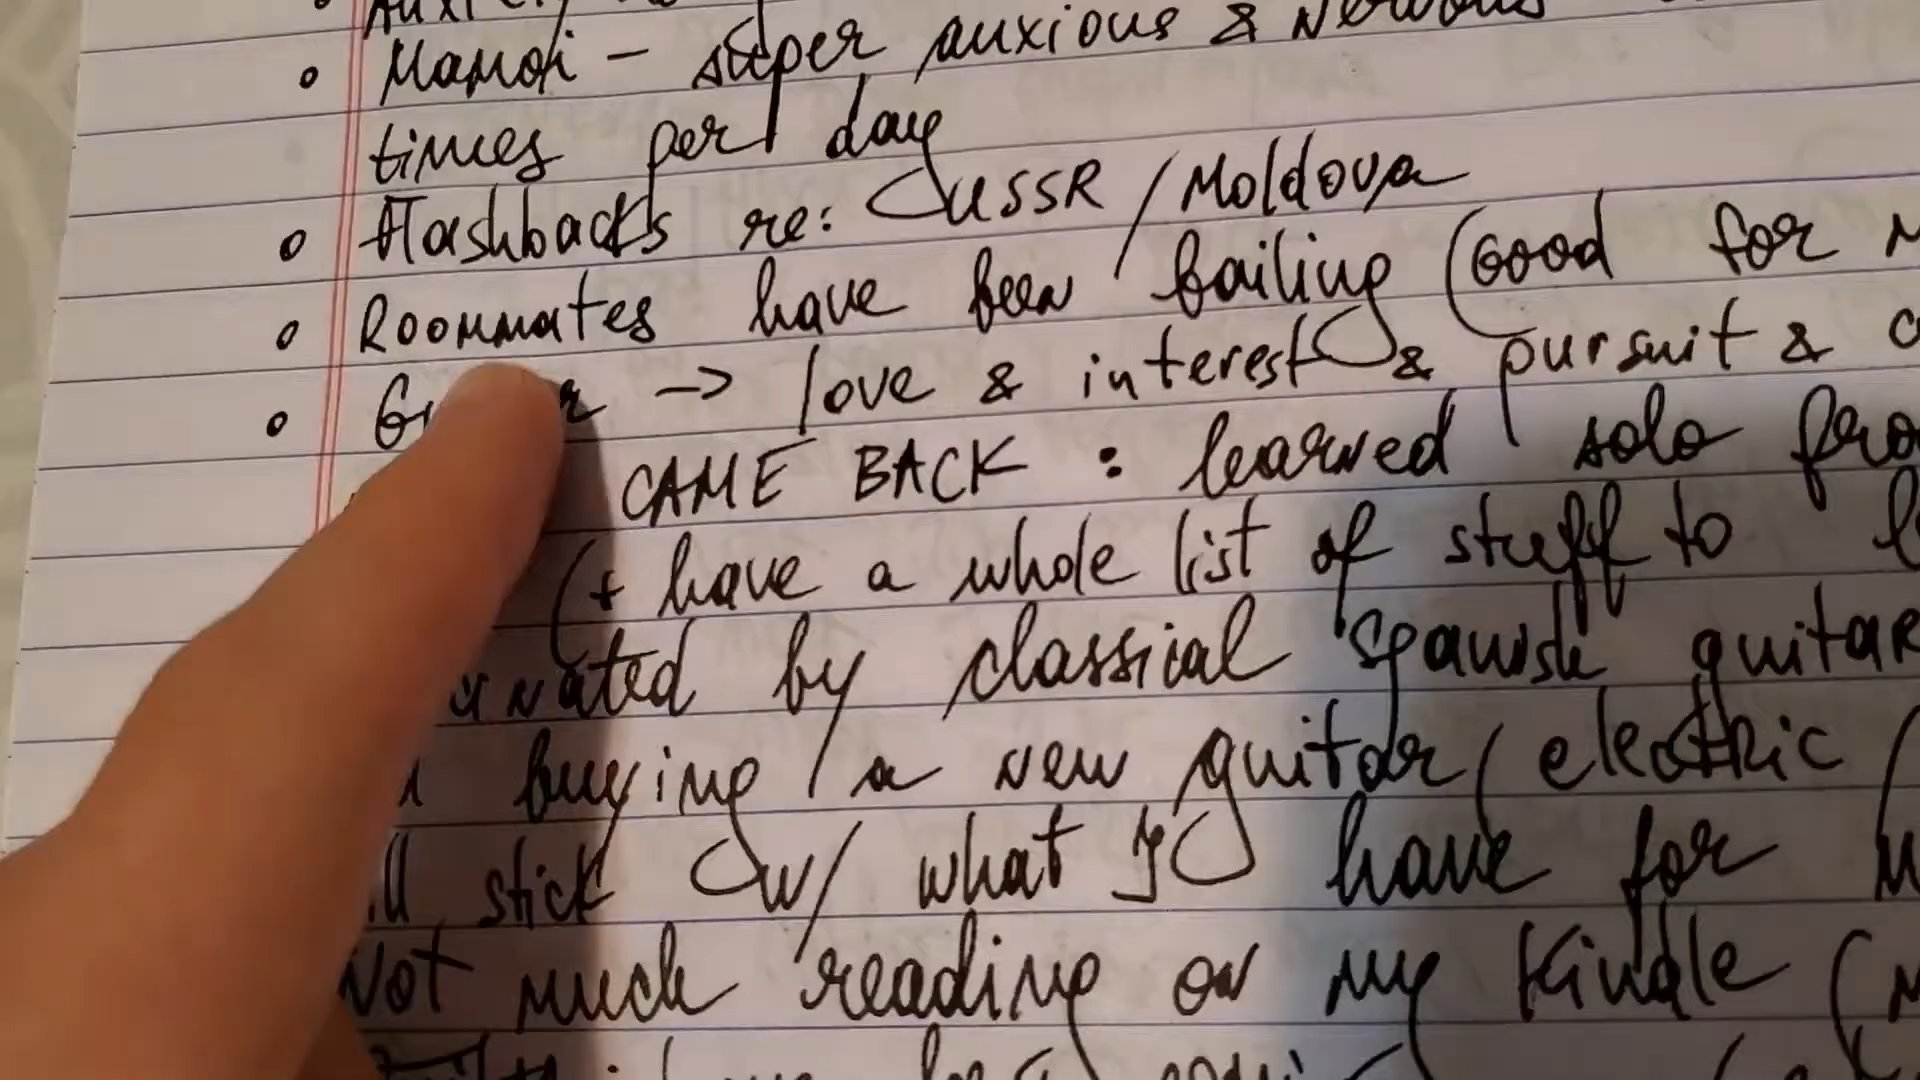 super anxious & nervous
times per day
Flashbacks re: USSR / Moldova
Roommates have been bailing (Good for
→ love & interest & pursuit &
CAME BACK : learned solo
(+ have a whole list of stuff to
by classical Spanish guitar
buying a new guitar (electric
stick w/ what I have for
Not much reading on my Kindle